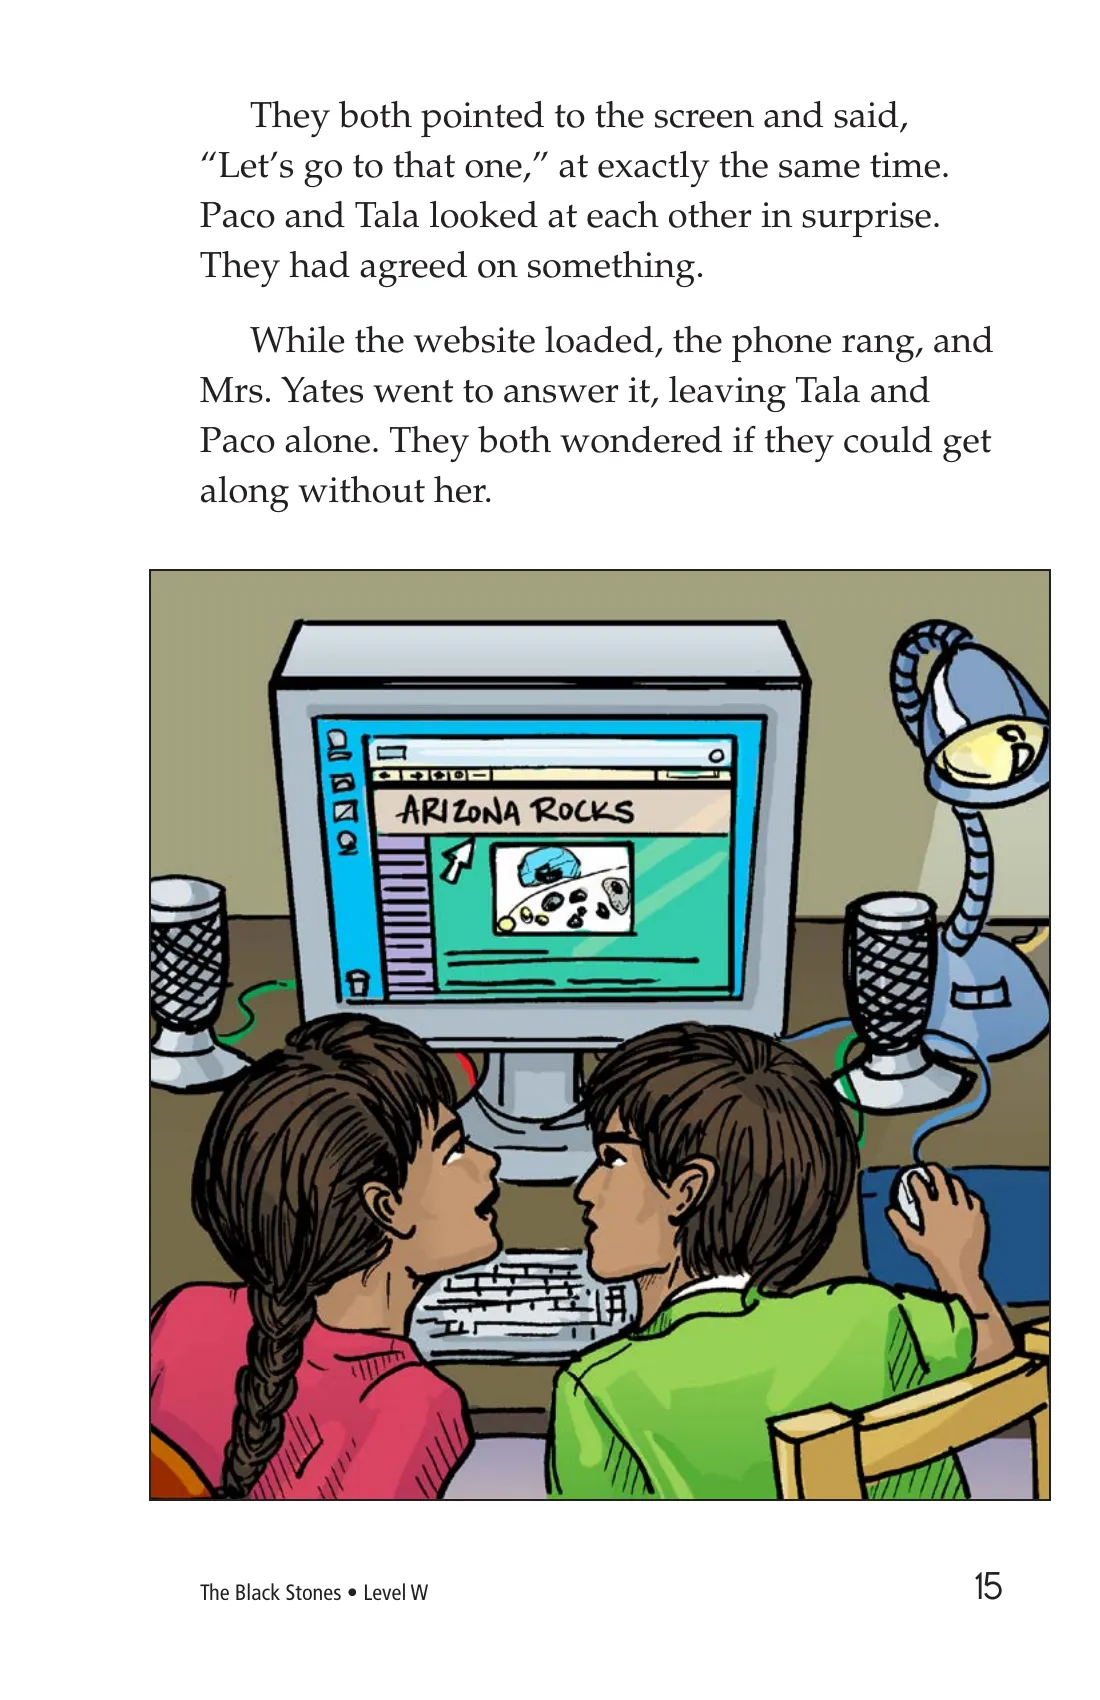 They both pointed to the screen and said,
“Let’s go to that one,” at exactly the same time.
Paco and Tala looked at each other in surprise.
They had agreed on something.
While the website loaded, the phone rang, and
Mrs. Yates went to answer it, leaving Tala and
Paco alone. They both wondered if they could get
along without her.
ARIZONA ROCKS
The Black Stones • Level W
15